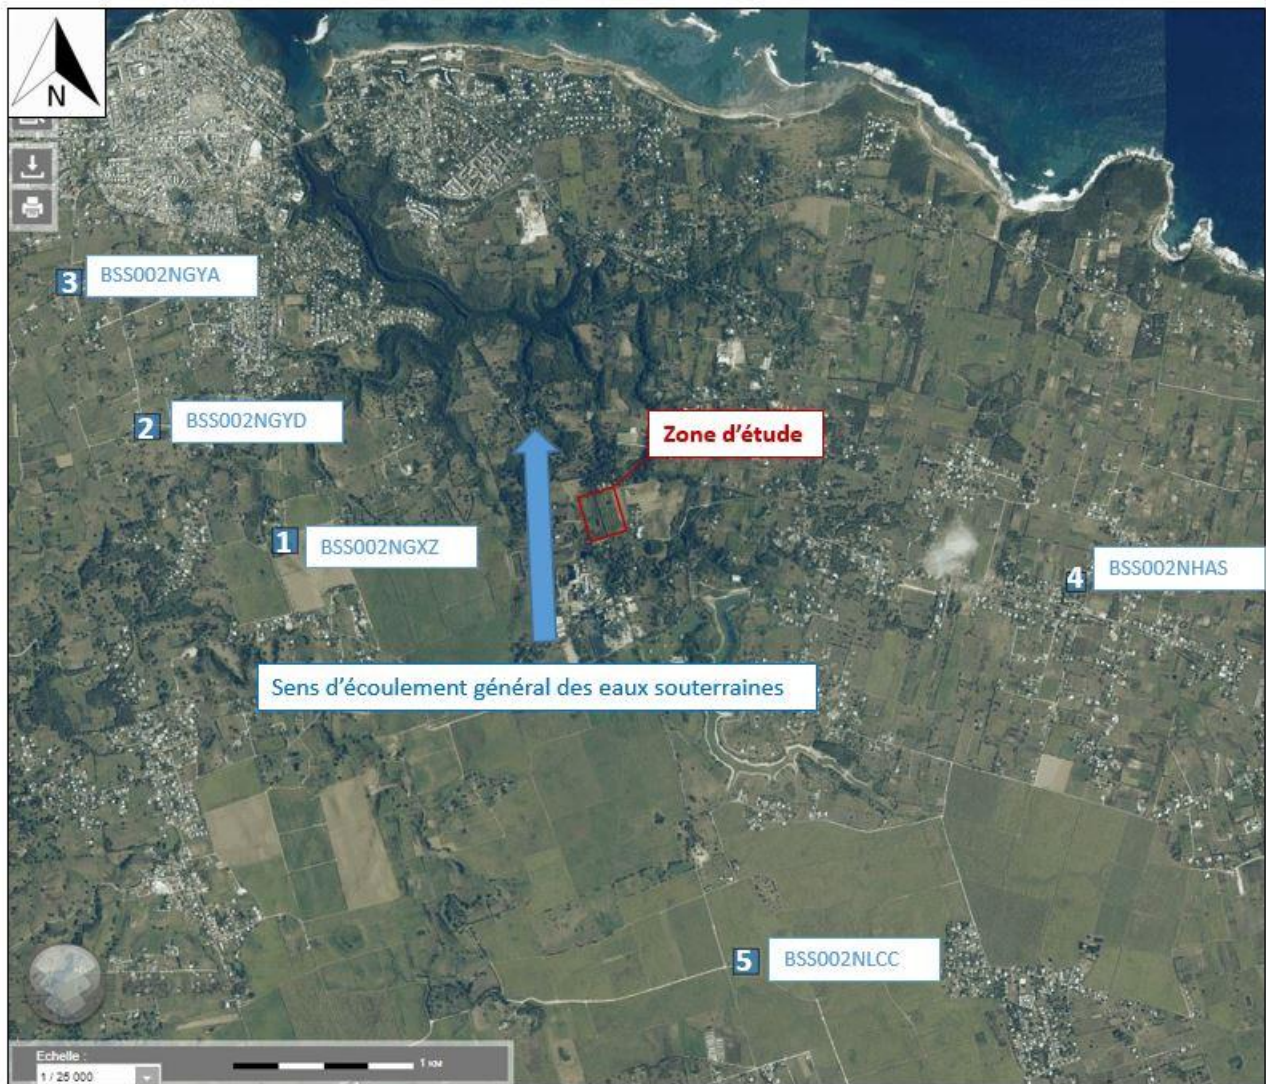 N
3
BSS002NGYA
2
BSS002NGYD
Zone d'étude
1
BSS002NGXZ
4
BSS002NHAS
Sens d'écoulement général des eaux souterraines
5
BSS002NLCC
Echelle :
1 KM
1 / 25 000